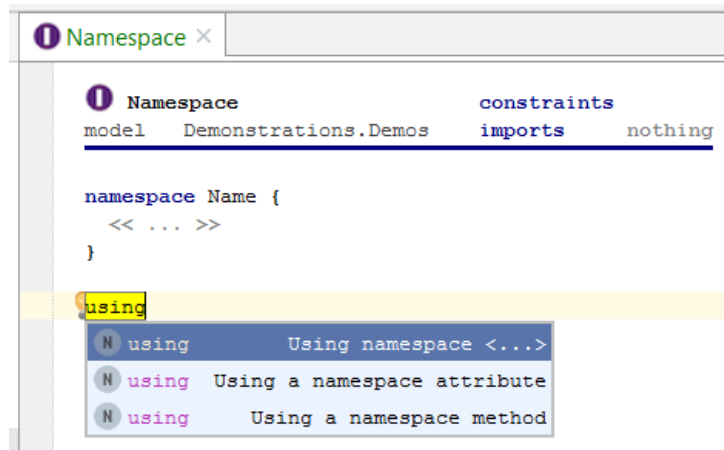 Namespace
Namespace constraints
model Demonstrations.Demos imports nothing
namespace Name {
<< ... >>
}
using
N using Using namespace <...>
N using Using a namespace attribute
N using Using a namespace method